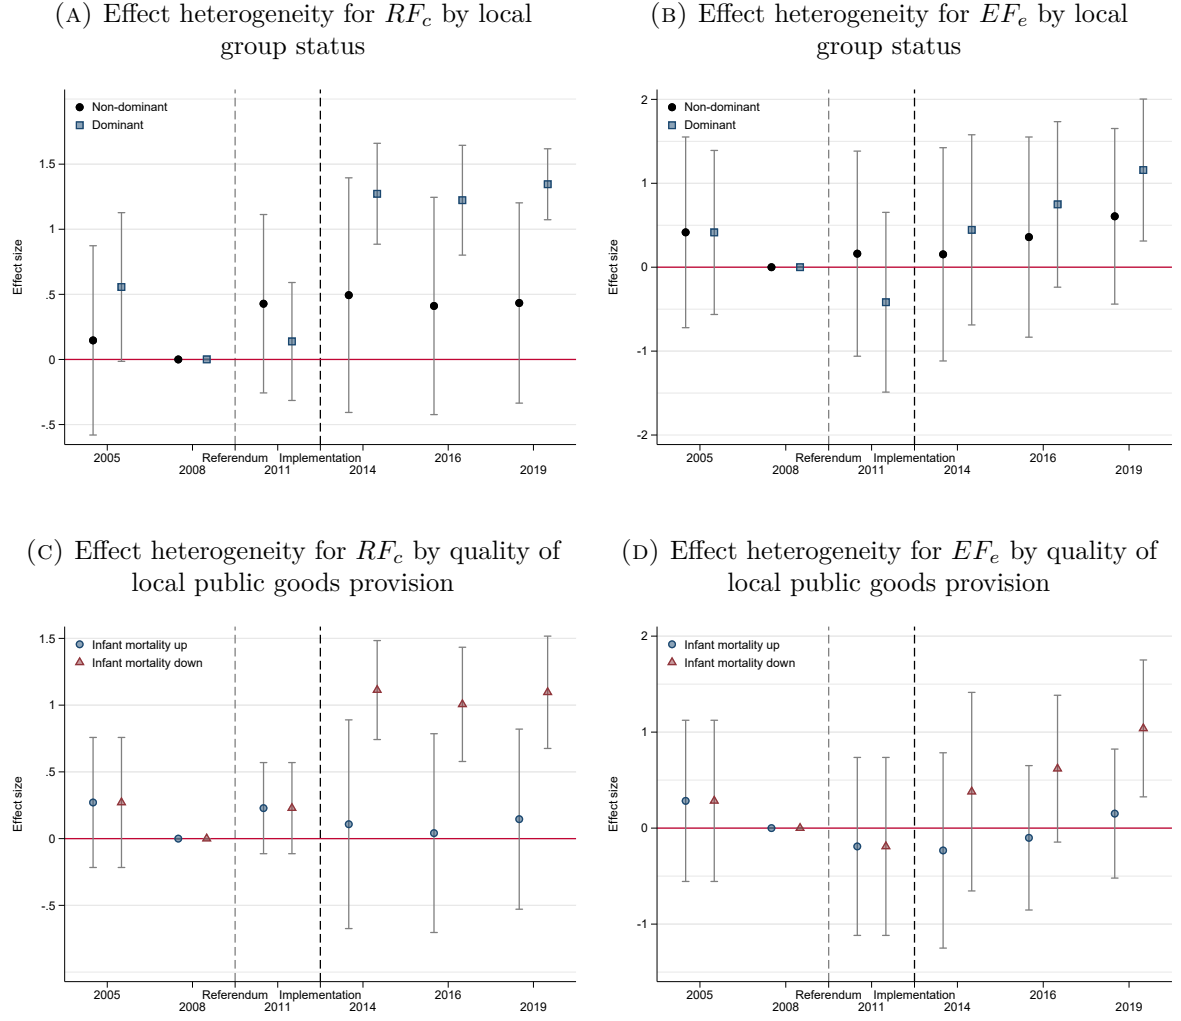 (A) Effect heterogeneity for RF_c by local
group status
Non-dominant
Dominant
Effect size
1.5
1
.5
0
-.5
2005
2008
Referendum
2011
Implementation
2014
2016
2019
(B) Effect heterogeneity for EF_e by local
group status
Non-dominant
Dominant
Effect size
2
1
0
-1
-2
2005
2008
Referendum
2011
Implementation
2014
2016
2019
(C) Effect heterogeneity for RF_c by quality of
local public goods provision
Infant mortality up
Infant mortality down
Effect size
1.5
1
.5
0
-.5
2005
2008
Referendum
2011
Implementation
2014
2016
2019
(D) Effect heterogeneity for EF_e by quality of
local public goods provision
Infant mortality up
Infant mortality down
Effect size
2
1
0
-1
2005
2008
Referendum
2011
Implementation
2014
2016
2019